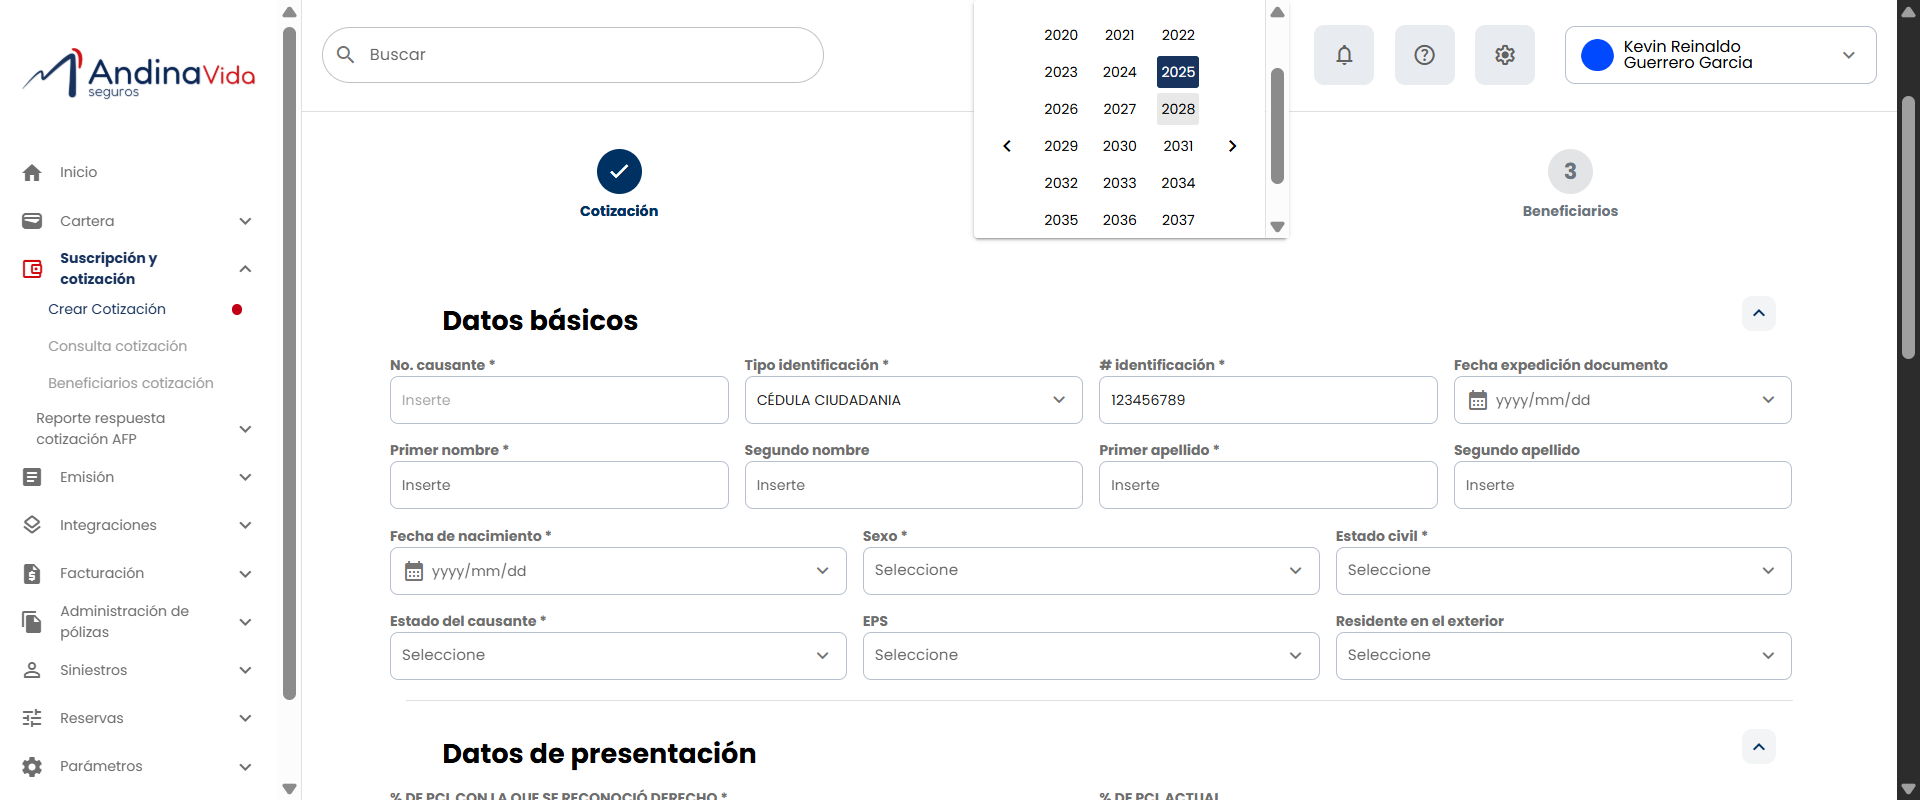 AndinaVida
seguros
Inicio
Cartera
Suscripción y
cotización
Crear Cotización
Consulta cotización
Beneficiarios cotización
Reporte respuesta
cotización AFP
Emisión
Integraciones
Facturación
Administración de
pólizas
Siniestros
Reservas
Parámetros
Buscar
2020 2021 2022
2023 2024 2025
2026 2027 2028
2029 2030 2031
2032 2033 2034
2035 2036 2037
Kevin Reinaldo
Guerrero Garcia
Cotización
3
Beneficiarios
Datos básicos
No. causante * Tipo identificación * # identificación * Fecha expedición documento
Inserte CÉDULA CIUDADANIA 123456789 yyyy/mm/dd
Primer nombre * Segundo nombre Primer apellido * Segundo apellido
Inserte Inserte Inserte Inserte
Fecha de nacimiento * Sexo * Estado civil *
yyyy/mm/dd Seleccione Seleccione
Estado del causante * EPS Residente en el exterior
Seleccione Seleccione Seleccione
Datos de presentación
% DE PCL CON LA QUE SE RECONOCIÓ DERECHO * % DE PCL ACTUAL